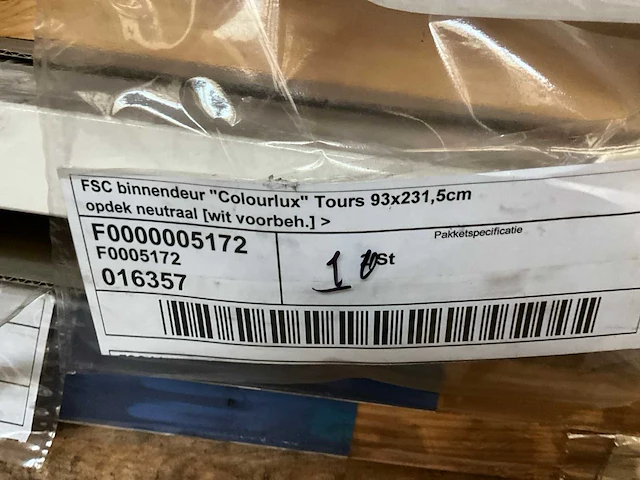 FSC binnendeur "Colourlux" Tours 93x231,5cm
opdek neutraal [wit voorbeh.] >
F0000005172
F0005172
016357
Pakketspecificatie
1 St